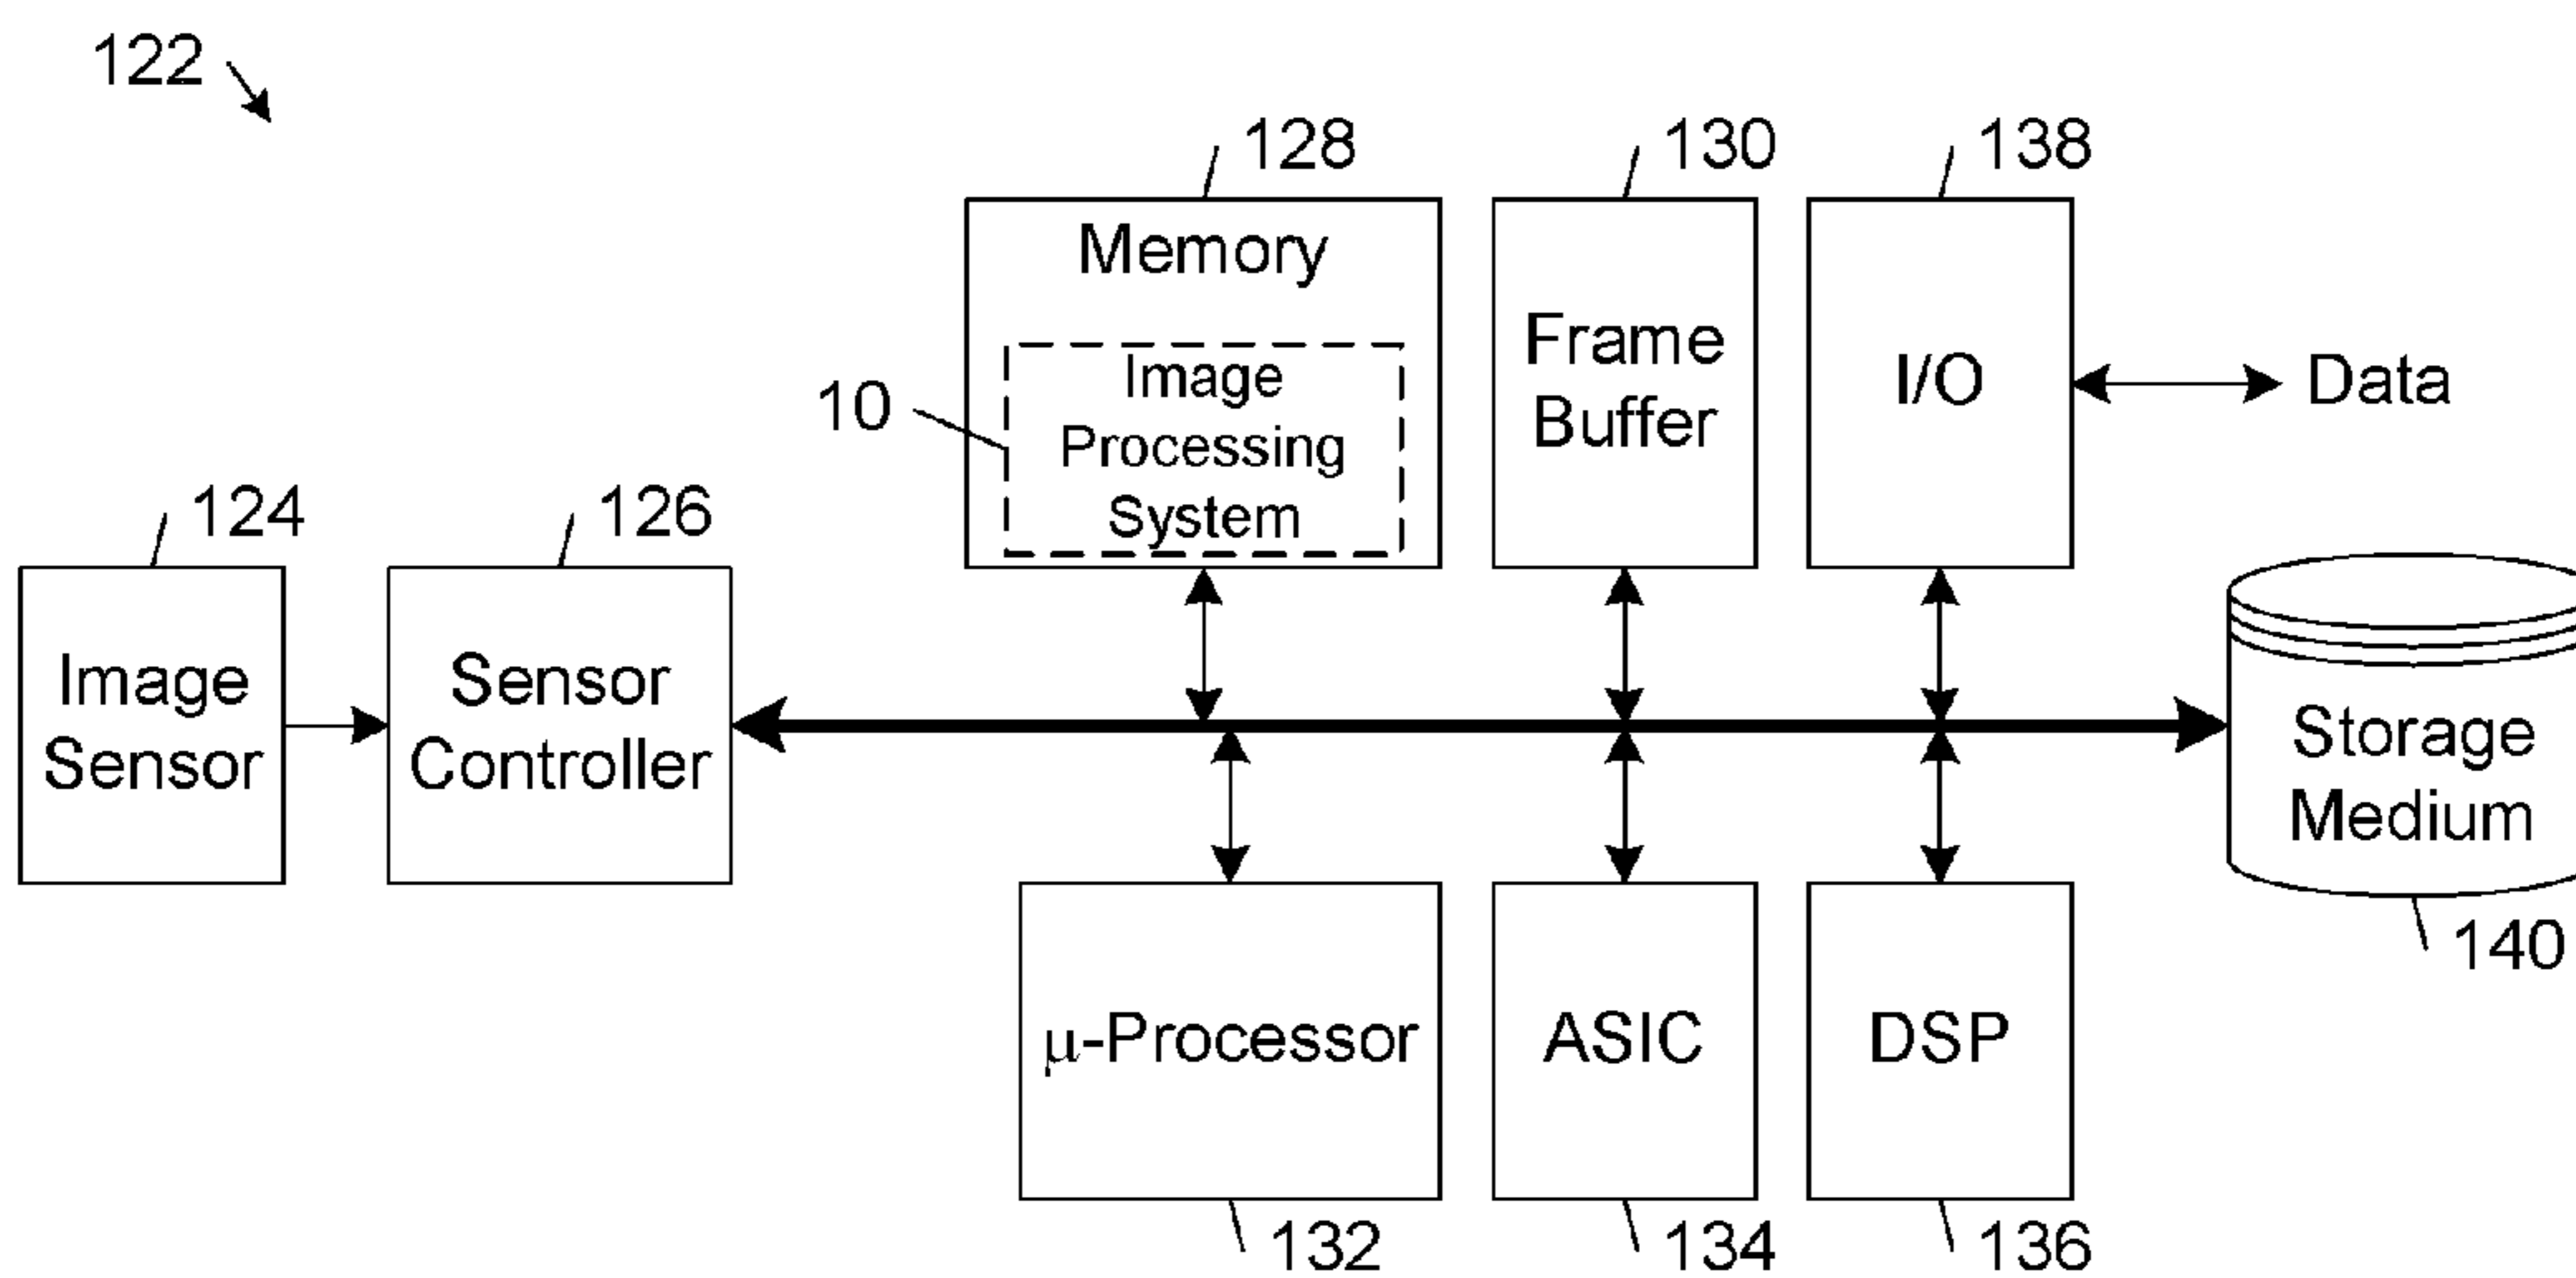 122
128
130
138
Memory
Image
Processing
System
10
Frame
Buffer
I/O
Data
124
126
Image
Sensor
Sensor
Controller
Storage
Medium
140
μ-Processor
ASIC
DSP
132
134
136